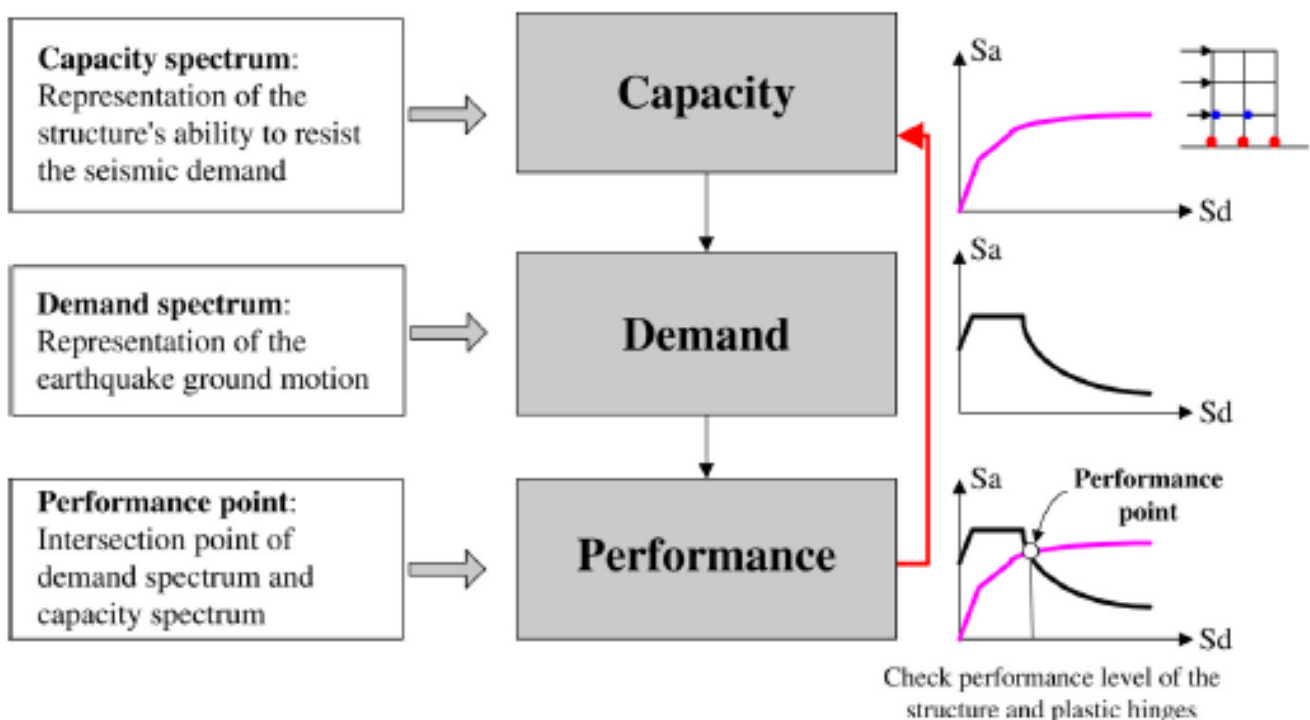 Capacity spectrum:
Representation of the
structure's ability to resist
the seismic demand
Capacity
Sa
Sd
Demand spectrum:
Representation of the
earthquake ground motion
Demand
Sa
Sd
Performance point:
Intersection point of
demand spectrum and
capacity spectrum
Performance
Sa
Performance
point
Sd
Check performance level of the
structure and plastic hinges